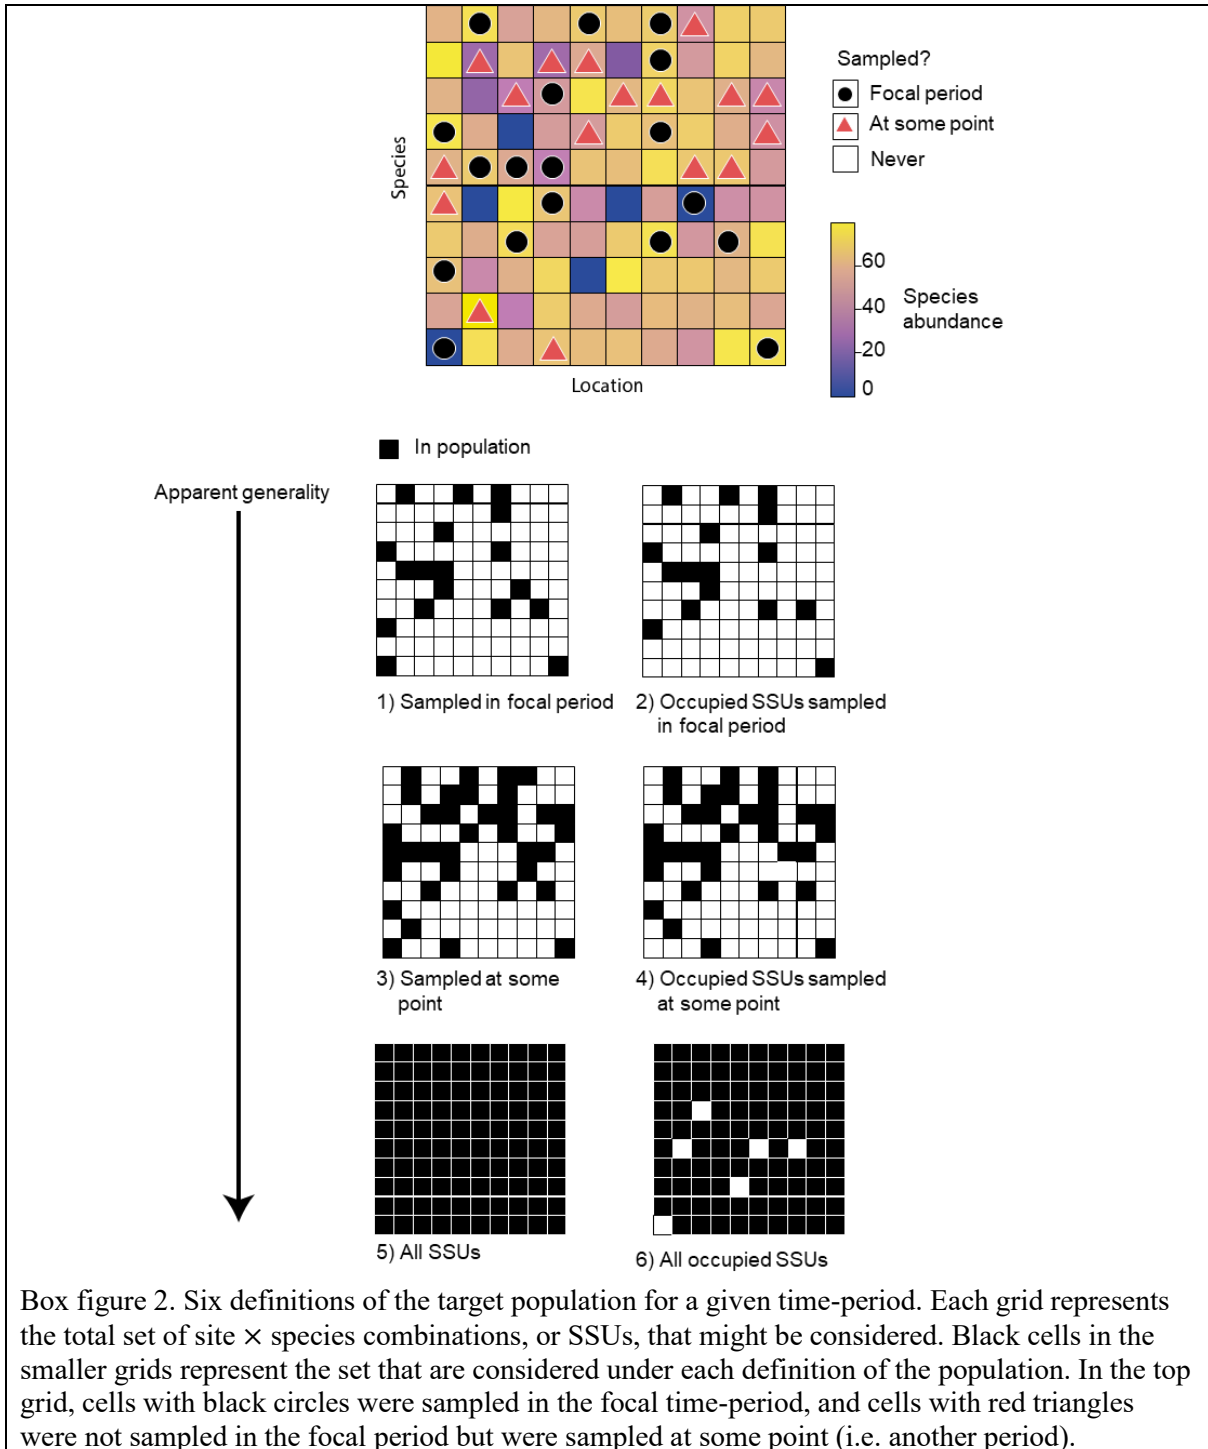 Sampled?
Focal period
At some point
Never
Species
60
40
20
0
Species
abundance
Location
In population
Apparent generality
1) Sampled in focal period
2) Occupied SSUs sampled
in focal period
3) Sampled at some
point
4) Occupied SSUs sampled
at some point
5) All SSUs
6) All occupied SSUs
Box figure 2. Six definitions of the target population for a given time-period. Each grid represents
the total set of site × species combinations, or SSUs, that might be considered. Black cells in the
smaller grids represent the set that are considered under each definition of the population. In the top
grid, cells with black circles were sampled in the focal time-period, and cells with red triangles
were not sampled in the focal period but were sampled at some point (i.e. another period).